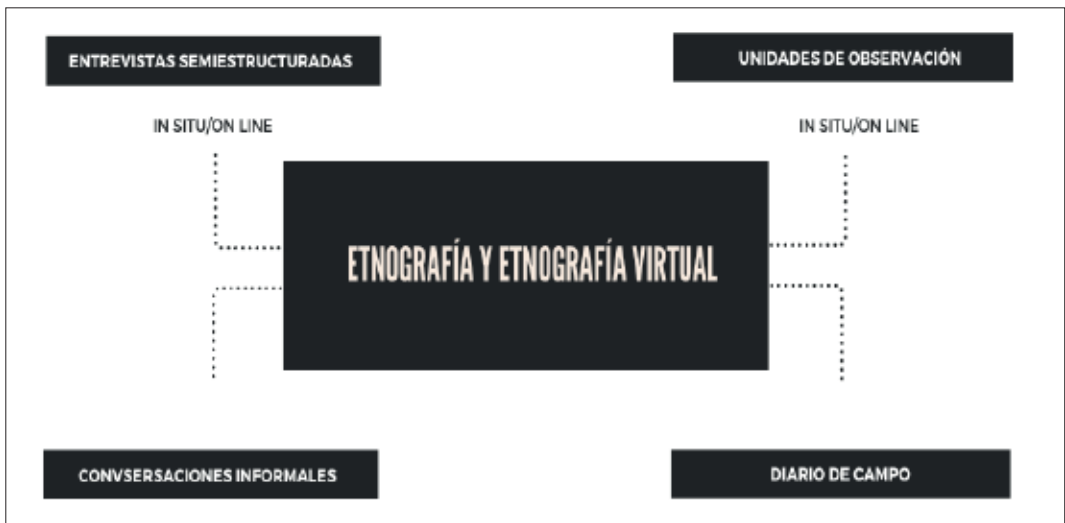 ENTREVISTAS SEMIESTRUCTURADAS
UNIDADES DE OBSERVACIÓN
IN SITU/ON LINE
IN SITU/ON LINE
ETNOGRAFÍA Y ETNOGRAFÍA VIRTUAL
CONVSERSACIONES INFORMALES
DIARIO DE CAMPO